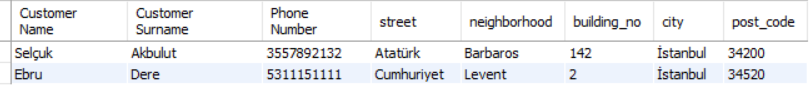 Customer Name Customer Surname Phone Number street neighborhood building_no city post_code
Selçuk Akbulut 3557892132 Atatürk Barbaros 142 İstanbul 34200
Ebru Dere 5311151111 Cumhuriyet Levent 2 İstanbul 34520